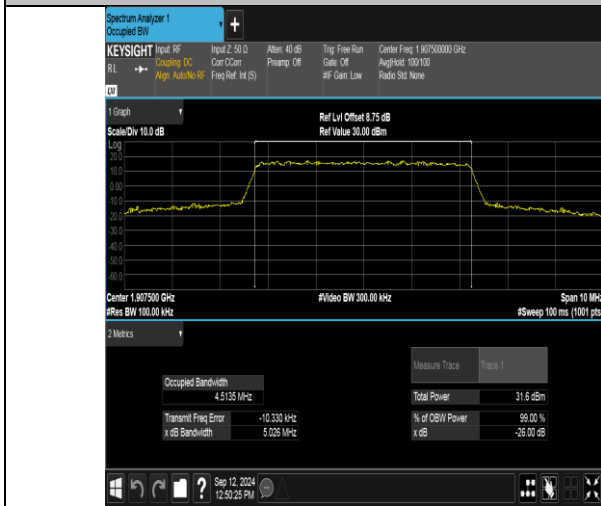 Spectrum Analyzer 1
Occupied BW
+
KEYSIGHT Input: RF Input Z: 50 Ω Atten: 40 dB Trig: Free Run Center Freq: 1.907500000 GHz
RL Coupling: DC Corr CCorr Preamp: Off Gate: Off Avg|Hold: 100/100
Align: Auto/No RF Freq Ref: Int (S) #IF Gain: Low Radio Std: None
1 Graph
Ref Lvl Offset 8.75 dB
Scale/Div 10.0 dB Ref Value 30.00 dBm
Log
20.0
10.0
0.00
-10.0
-20.0
-30.0
-40.0
-50.0
-60.0
Center 1.907500 GHz #Video BW 300.00 kHz Span 10 MHz
#Res BW 100.00 kHz #Sweep 100 ms (1001 pts
2 Metrics
Measure Trace Trace 1
Occupied Bandwidth
4.5135 MHz Total Power 31.6 dBm
Transmit Freq Error -10.330 kHz % of OBW Power 99.00 %
x dB Bandwidth 5.026 MHz x dB -26.00 dB
? Sep 12, 2024
12:50:25 PM